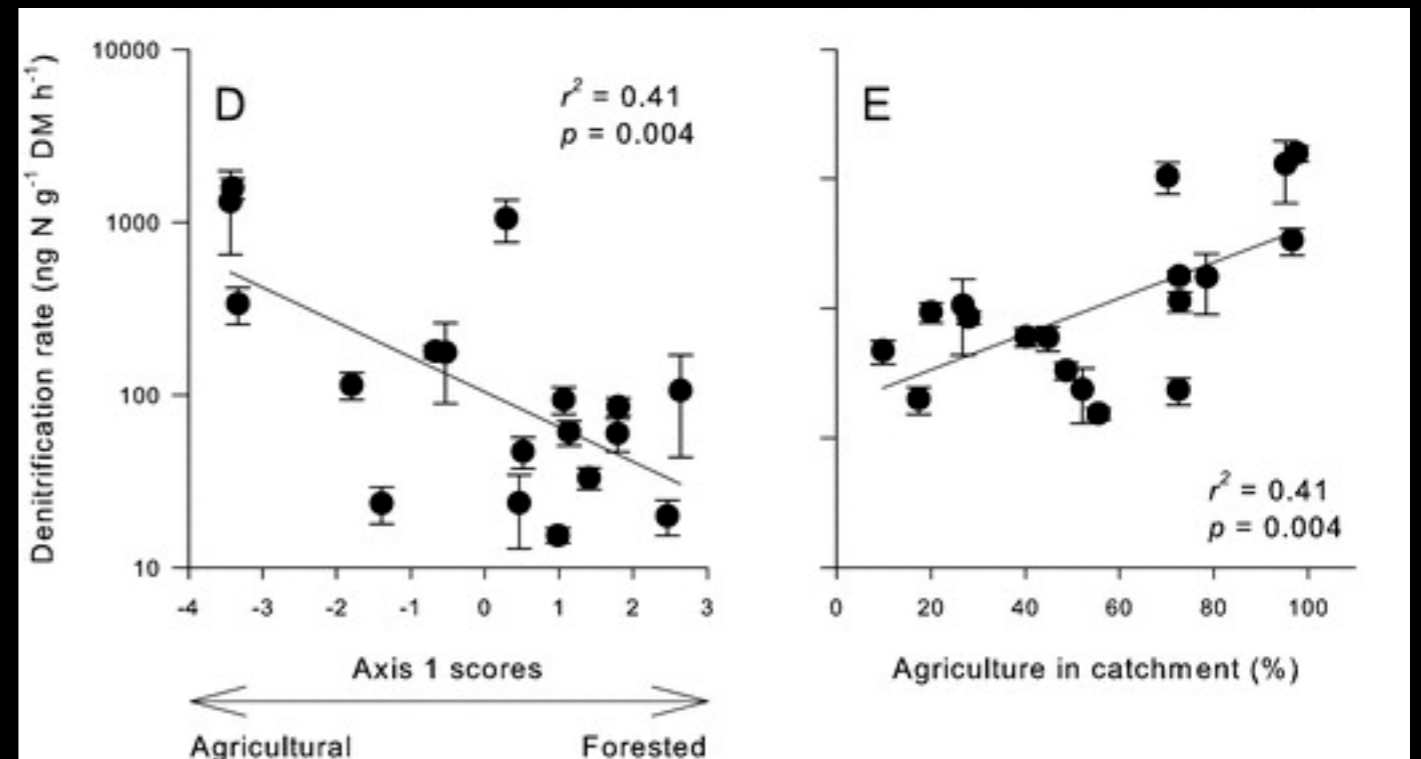 Denitrification rate (ng N g⁻¹ DM h⁻¹)
10000
1000
100
10
D
r² = 0.41
p = 0.004
-4 -3 -2 -1 0 1 2 3
Axis 1 scores
Agricultural Forested
E
r² = 0.41
p = 0.004
0 20 40 60 80 100
Agriculture in catchment (%)